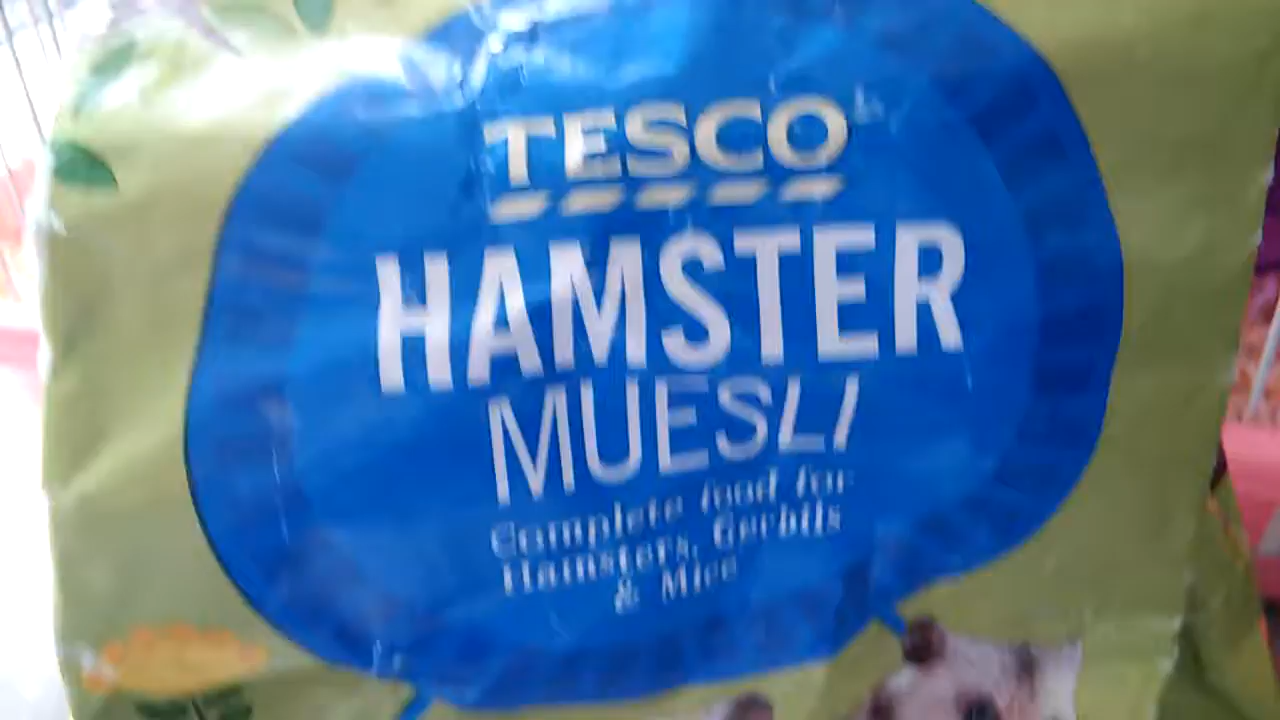 TESCO
HAMSTER
MUESLI
Complete food for
Hamsters, Gerbils
& Mice